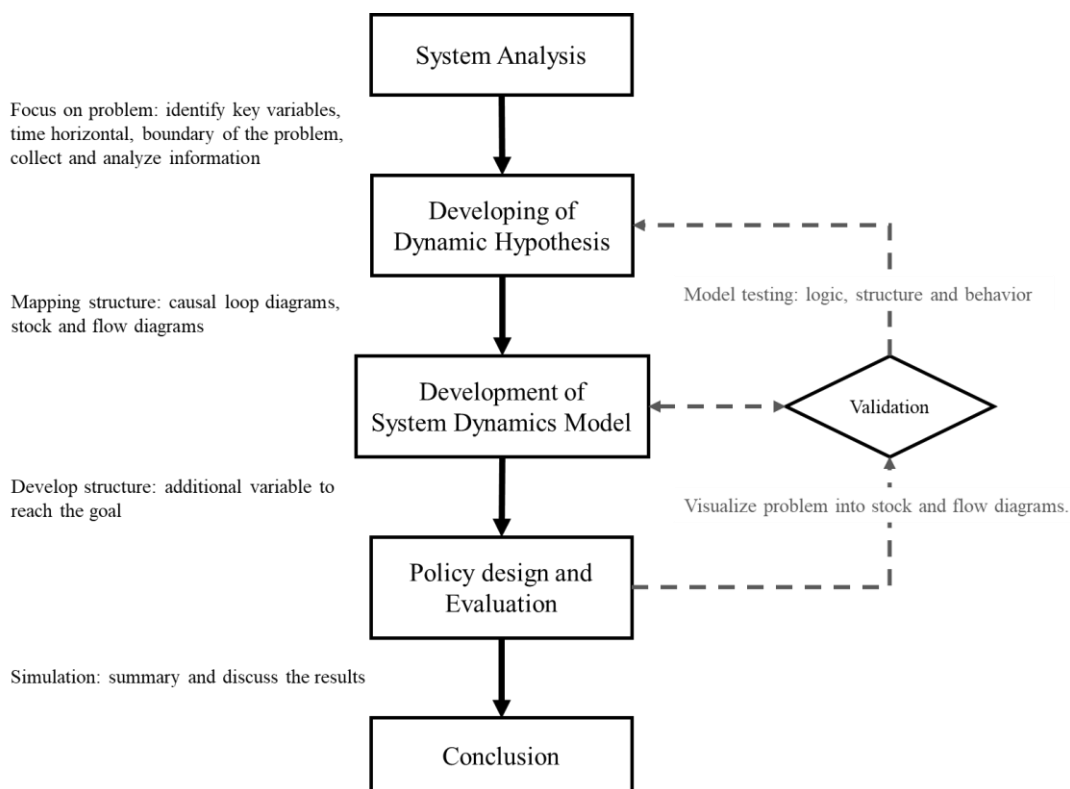 System Analysis
Focus on problem: identify key variables,
time horizontal, boundary of the problem,
collect and analyze information
Developing of
Dynamic Hypothesis
Mapping structure: causal loop diagrams,
stock and flow diagrams
Model testing: logic, structure and behavior
Development of
System Dynamics Model
Validation
Develop structure: additional variable to
reach the goal
Visualize problem into stock and flow diagrams.
Policy design and
Evaluation
Simulation: summary and discuss the results
Conclusion